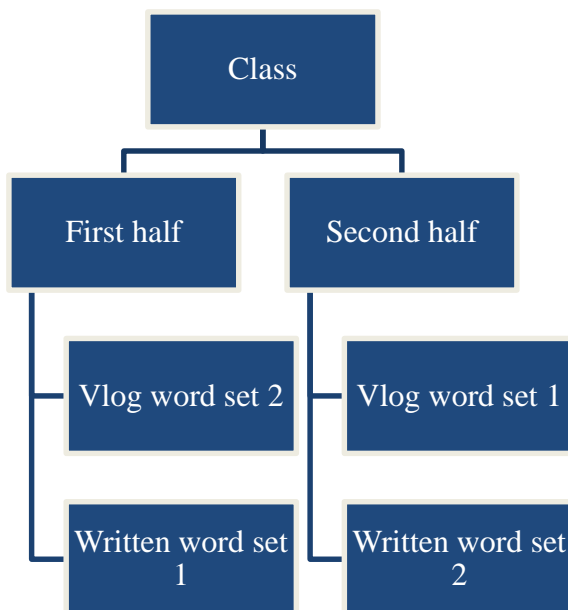 Class
First half
Second half
Vlog word set 2
Vlog word set 1
Written word set
1
Written word set
2